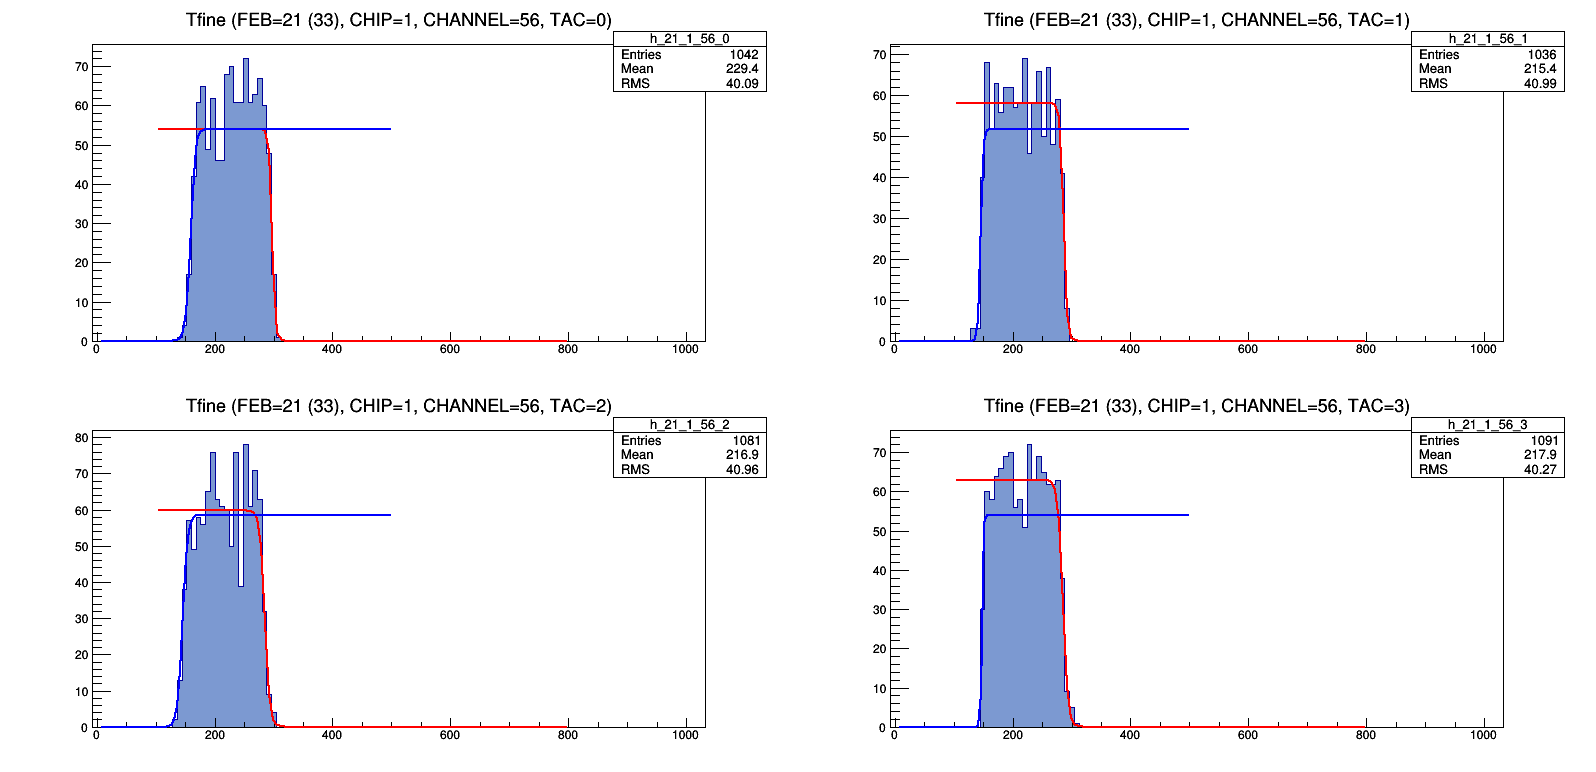 Tfine (FEB=21 (33), CHIP=1, CHANNEL=56, TAC=0)
h_21_1_56_0
Entries 1042
Mean 229.4
RMS 40.09
70
60
50
40
30
20
10
0
0 200 400 600 800 1000
Tfine (FEB=21 (33), CHIP=1, CHANNEL=56, TAC=1)
h_21_1_56_1
Entries 1036
Mean 215.4
RMS 40.99
70
60
50
40
30
20
10
0
0 200 400 600 800 1000
Tfine (FEB=21 (33), CHIP=1, CHANNEL=56, TAC=2)
h_21_1_56_2
Entries 1081
Mean 216.9
RMS 40.96
80
70
60
50
40
30
20
10
0
0 200 400 600 800 1000
Tfine (FEB=21 (33), CHIP=1, CHANNEL=56, TAC=3)
h_21_1_56_3
Entries 1091
Mean 217.9
RMS 40.27
70
60
50
40
30
20
10
0
0 200 400 600 800 1000